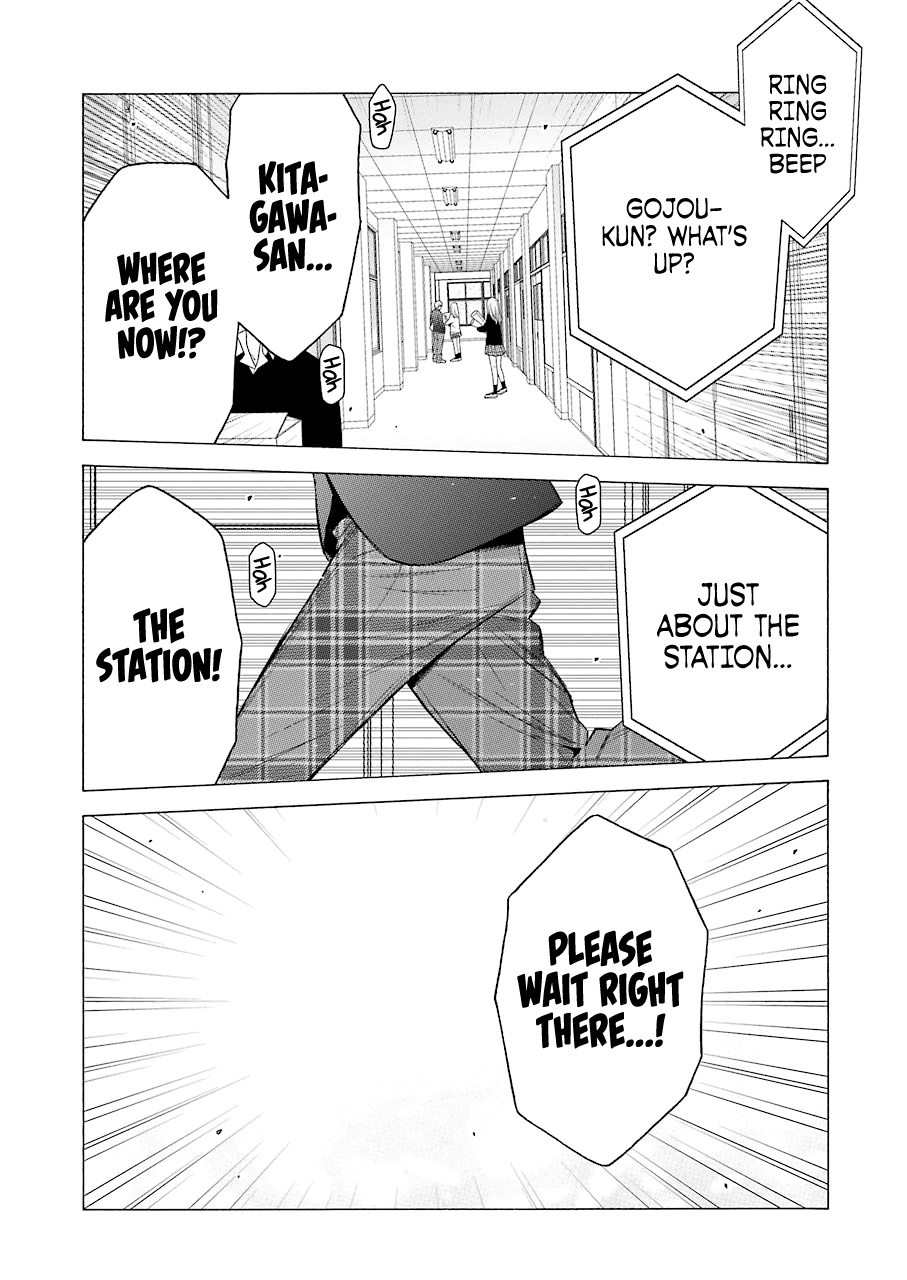 RING
RING
RING...
BEEP
GOJOU-
KUN? WHAT'S
UP?
Hah
KITA-
GAWA-
SAN...
WHERE
ARE YOU
NOW!?
Hah
Hah
JUST
ABOUT THE
STATION...
Hah
THE
STATION!
PLEASE
WAIT RIGHT
THERE...!